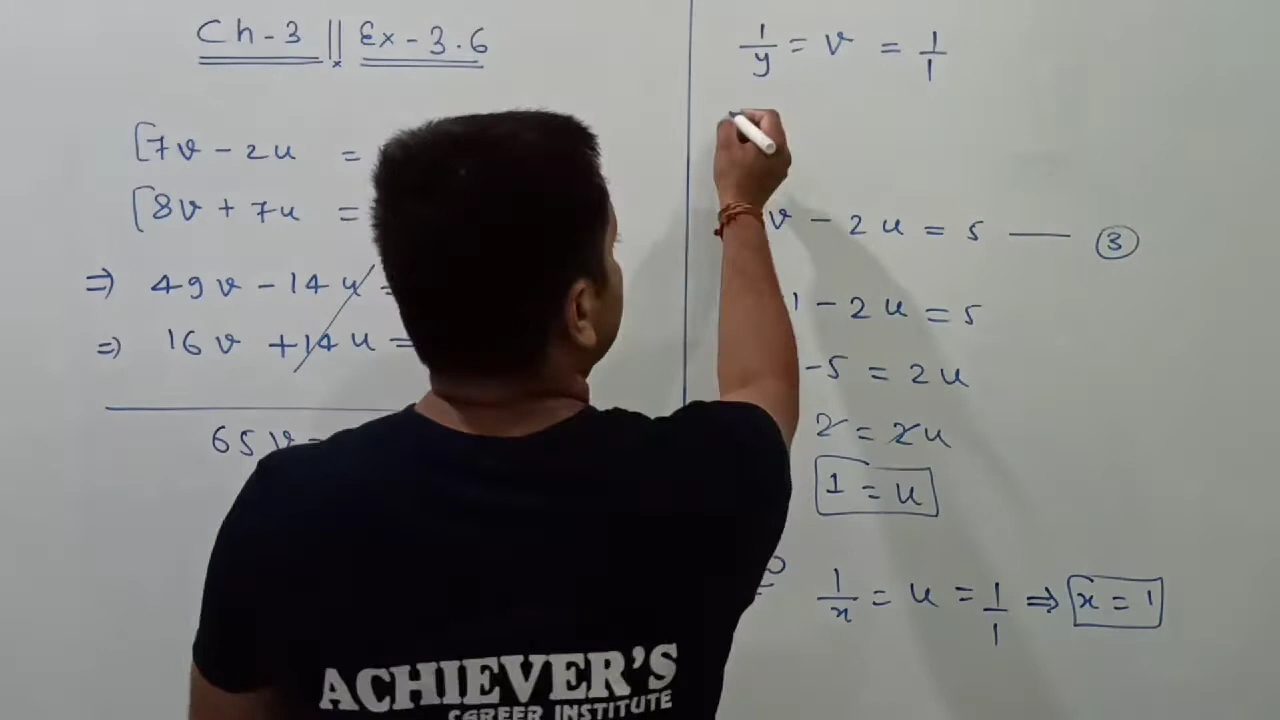 Ch-3 || Ex-3.6
[7v - 2u =
[8v + 7u =
⇒ 49v - 14u =
⇒ 16v + 14u =
65v
1/y = v = 1/1
v - 2u = 5 —— ③
1 - 2u = 5
-5 = 2u
2 = 2u
1 = u
1/x = u = 1/1 ⇒ x = 1
ACHIEVER'S
CAREER INSTITUTE